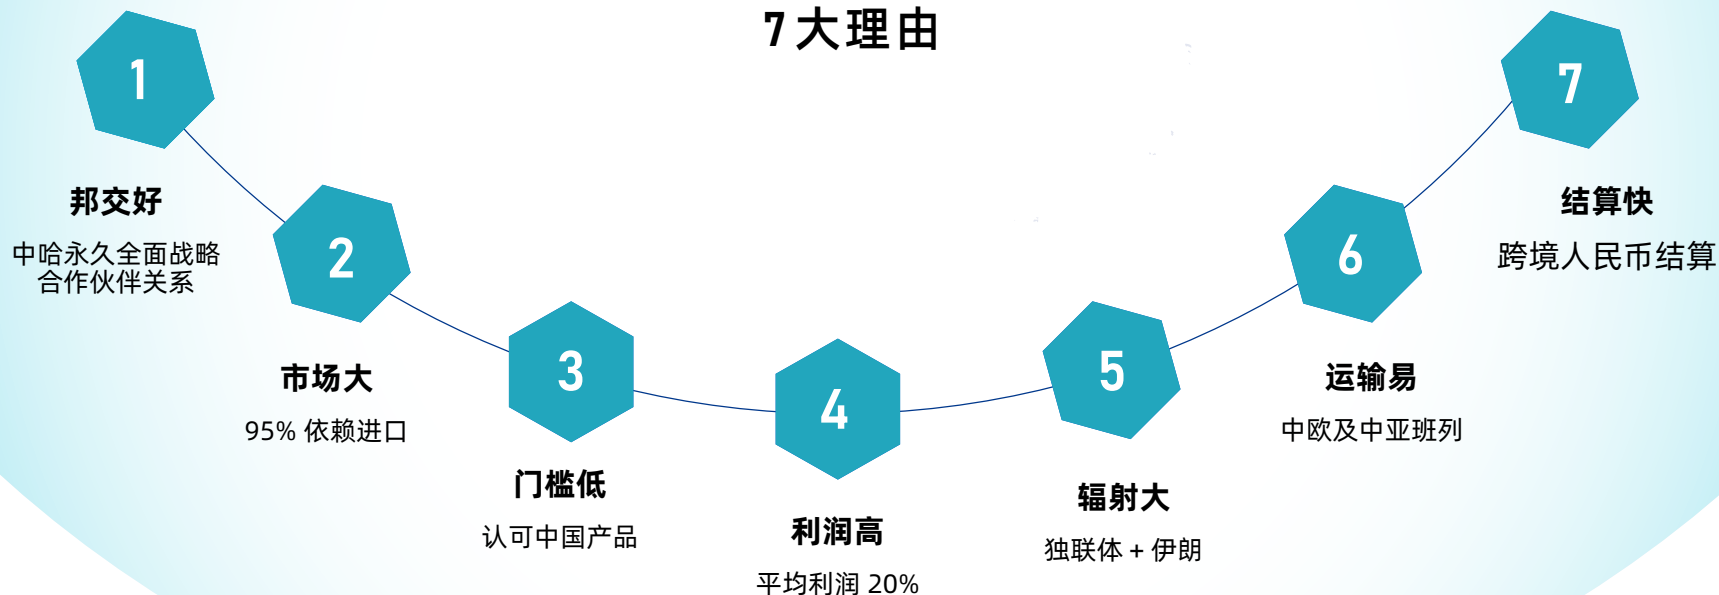 7大理由
1
邦交好
中哈永久全面战略
合作伙伴关系
2
市场大
95% 依赖进口
3
门槛低
认可中国产品
4
利润高
平均利润 20%
5
辐射大
独联体 + 伊朗
6
运输易
中欧及中亚班列
7
结算快
跨境人民币结算